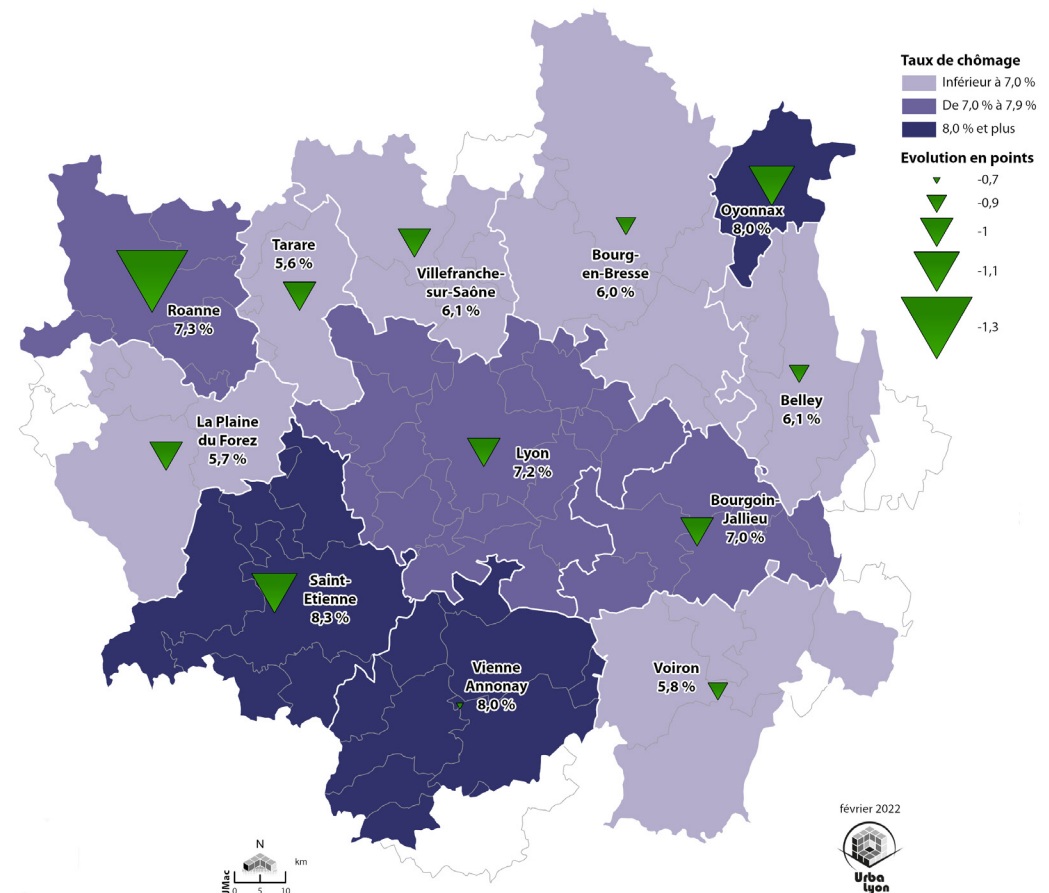 Taux de chômage
Inférieur à 7,0 %
De 7,0 % à 7,9 %
8,0 % et plus
Evolution en points
-0,7
-0,9
-1
-1,1
-1,3
Oyonnax
8,0 %
Tarare
5,6 %
Villefranche-
sur-Saône
6,1 %
Bourg-
en-Bresse
6,0 %
Roanne
7,3 %
Belley
6,1 %
La Plaine
du Forez
5,7 %
Lyon
7,2 %
Bourgoin-
Jallieu
7,0 %
Saint-
Etienne
8,3 %
Vienne
Annonay
8,0 %
Voiron
5,8 %
février 2022
Urba
Lyon
N
km
JMac
0 5 10